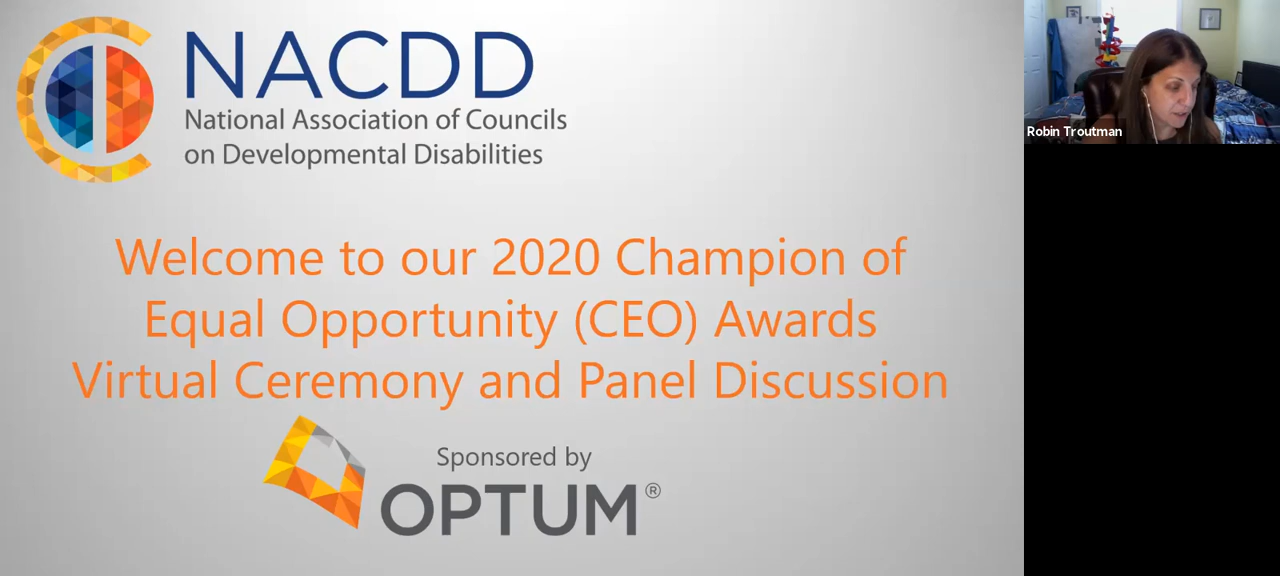 NACDD
National Association of Councils
on Developmental Disabilities
Welcome to our 2020 Champion of
Equal Opportunity (CEO) Awards
Virtual Ceremony and Panel Discussion
Sponsored by
OPTUM®
Robin Troutman